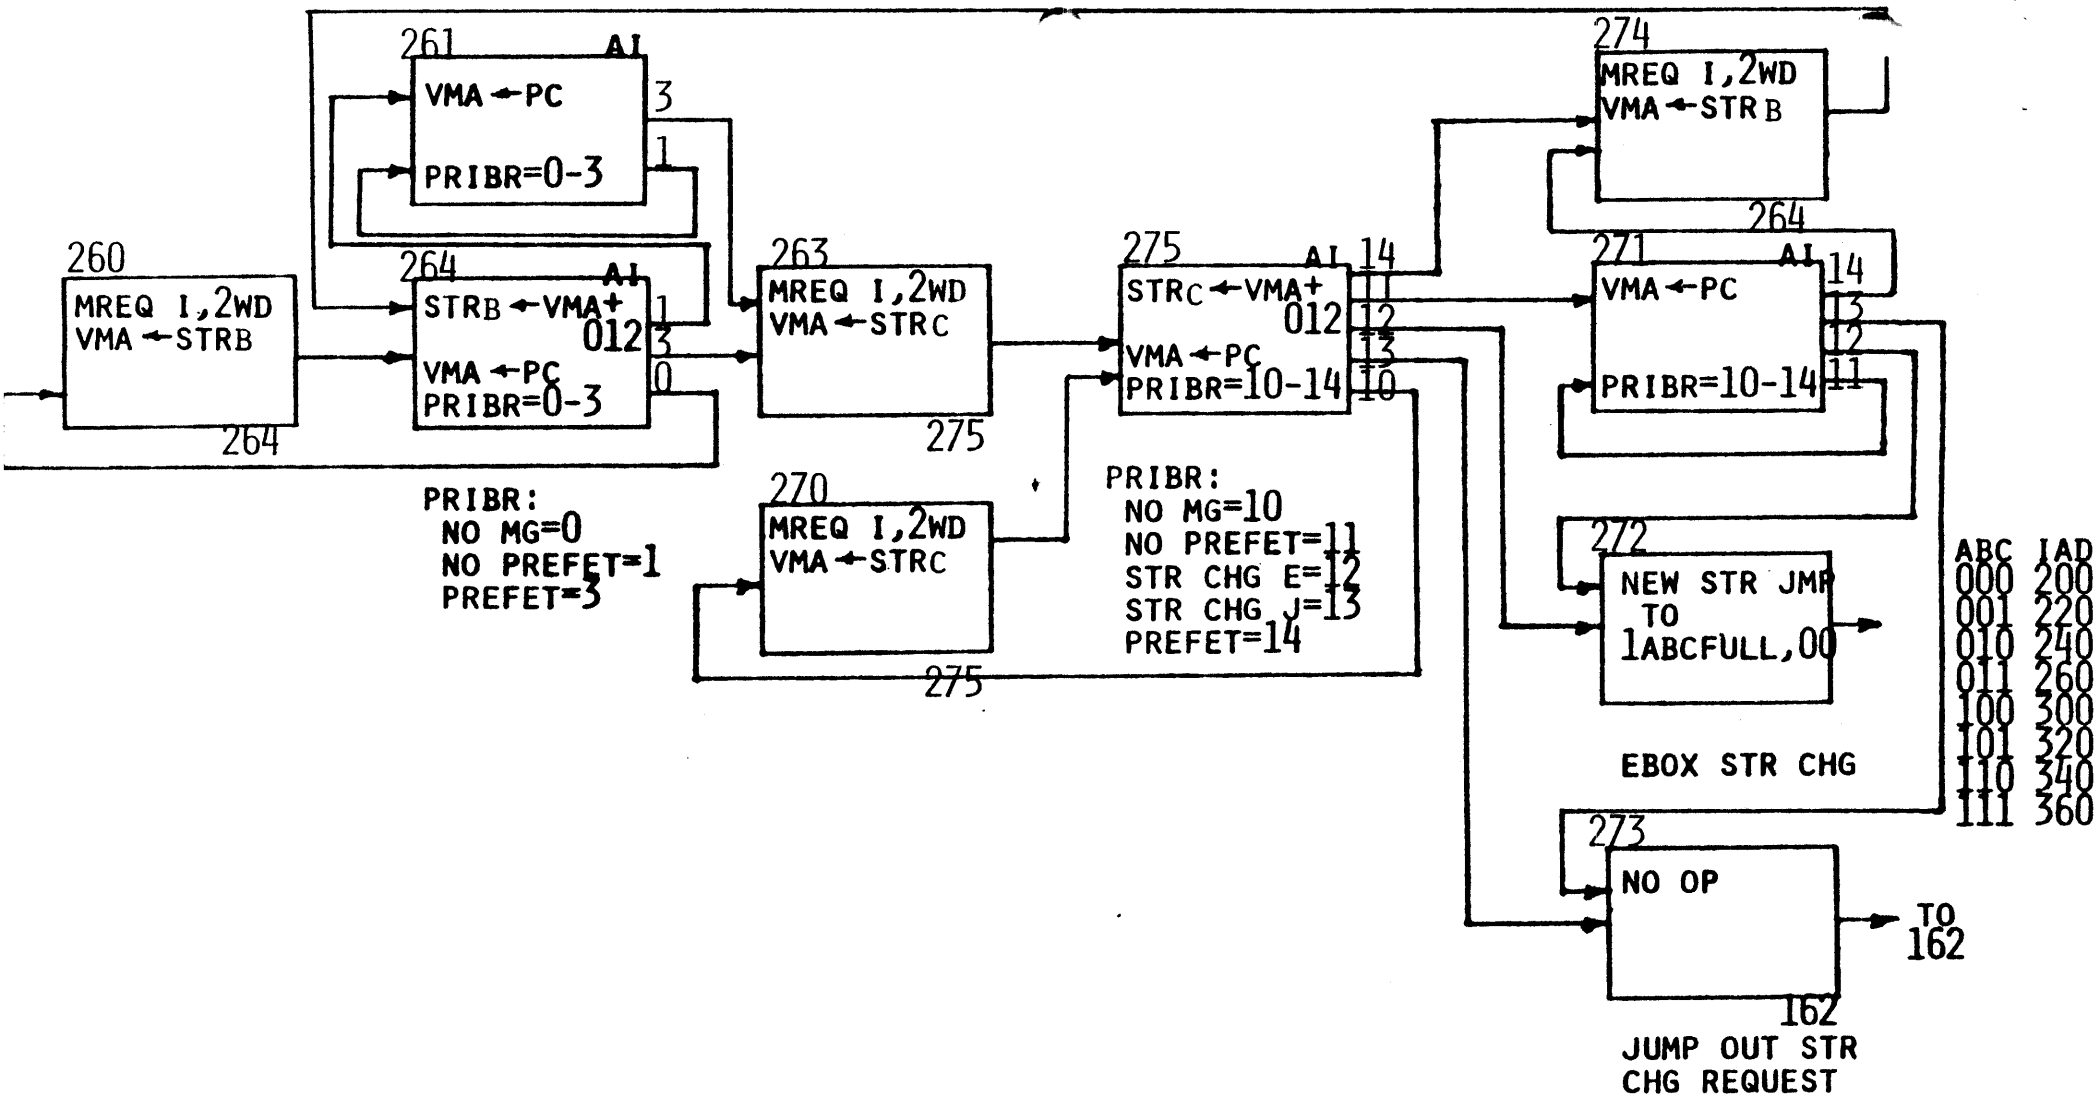 261 AI
VMA ←PC
3
1
PRIBR=0-3
274
MREQ I,2WD
VMA ←STRB
264
260
MREQ I,2WD
VMA ←STRB
264
264 AI
STRB ←VMA+
012
VMA ←PC
PRIBR=0-3
1
3
0
PRIBR:
NO MG=0
NO PREFET=1
PREFET=3
263
MREQ I,2WD
VMA ←STRC
275
270
MREQ I,2WD
VMA ←STRC
275
275 AI
STRC ←VMA+
012
VMA ←PC
PRIBR=10-14
14
11
12
13
10
PRIBR:
NO MG=10
NO PREFET=11
STR CHG E=12
STR CHG J=13
PREFET=14
271 AI
VMA ←PC
PRIBR=10-14
14
13
12
11
272
NEW STR JMP
TO
1ABCFULL,00
EBOX STR CHG
ABC IAD
000 200
001 220
010 240
011 260
100 300
101 320
110 340
111 360
273
NO OP
TO
162
162
JUMP OUT STR
CHG REQUEST